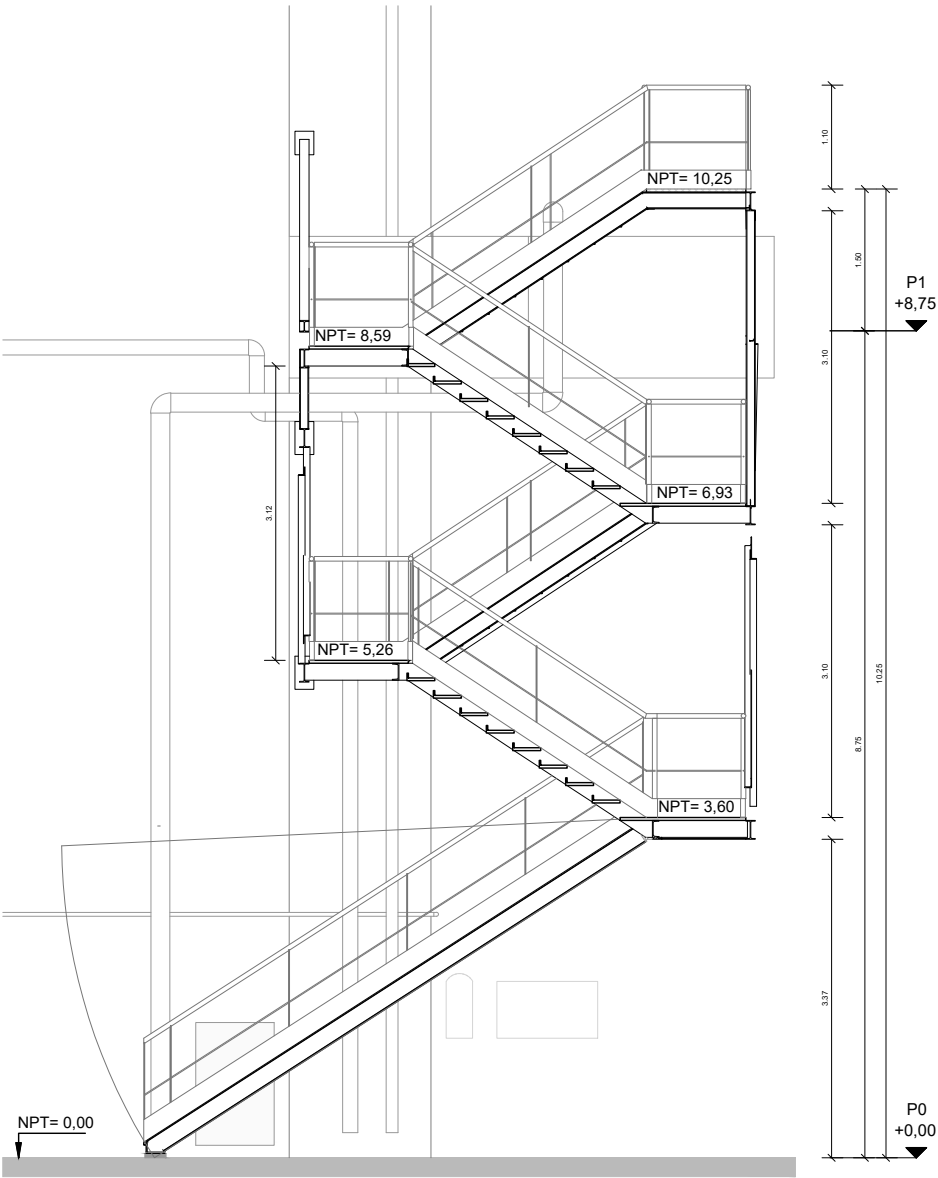 1.10
NPT= 10,25
1.50
P1
+8,75
NPT= 8,59
3.10
NPT= 6,93
3.12
NPT= 5,26
3.10
10.25
8.75
NPT= 3,60
3.37
NPT= 0,00
P0
+0,00